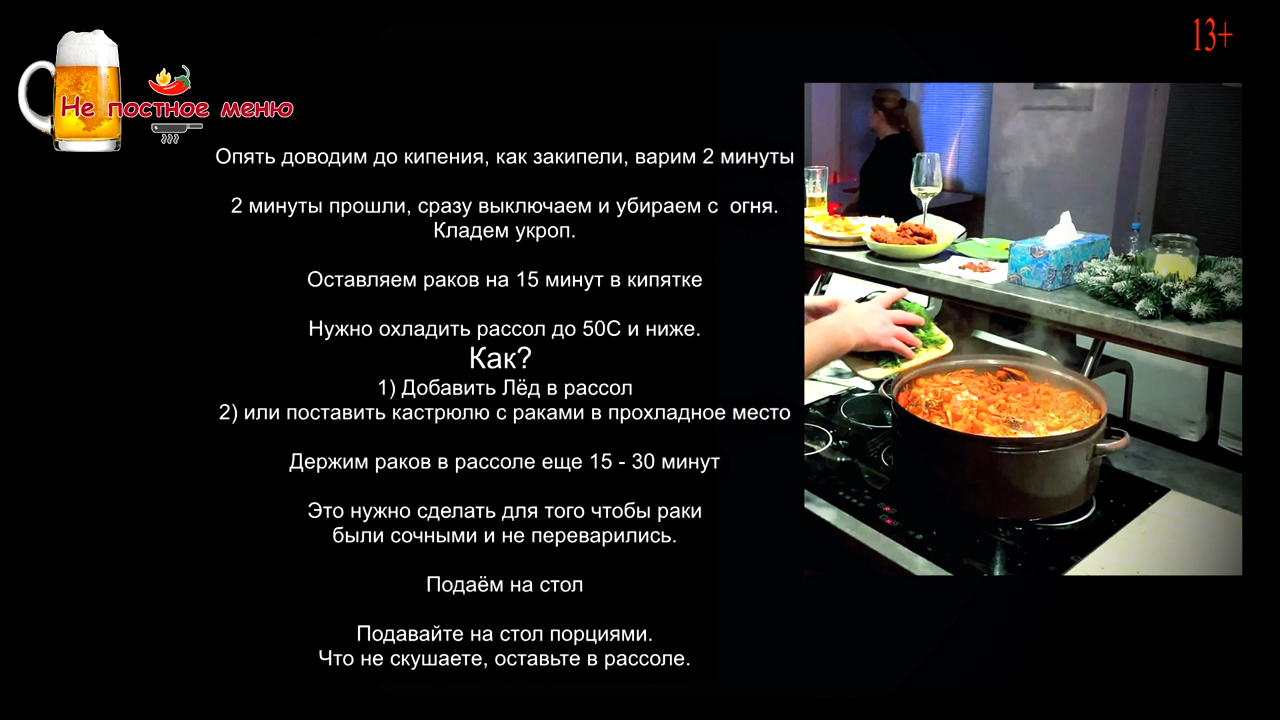 13+
Не постное меню
Опять доводим до кипения, как закипели, варим 2 минуты
2 минуты прошли, сразу выключаем и убираем с  огня.
Кладем укроп.
Оставляем раков на 15 минут в кипятке
Нужно охладить рассол до 50С и ниже.
Как?
1) Добавить Лёд в рассол
2) или поставить кастрюлю с раками в прохладное место
Держим раков в рассоле еще 15 - 30 минут
Это нужно сделать для того чтобы раки
были сочными и не переварились.
Подаём на стол
Подавайте на стол порциями.
Что не скушаете, оставьте в рассоле.